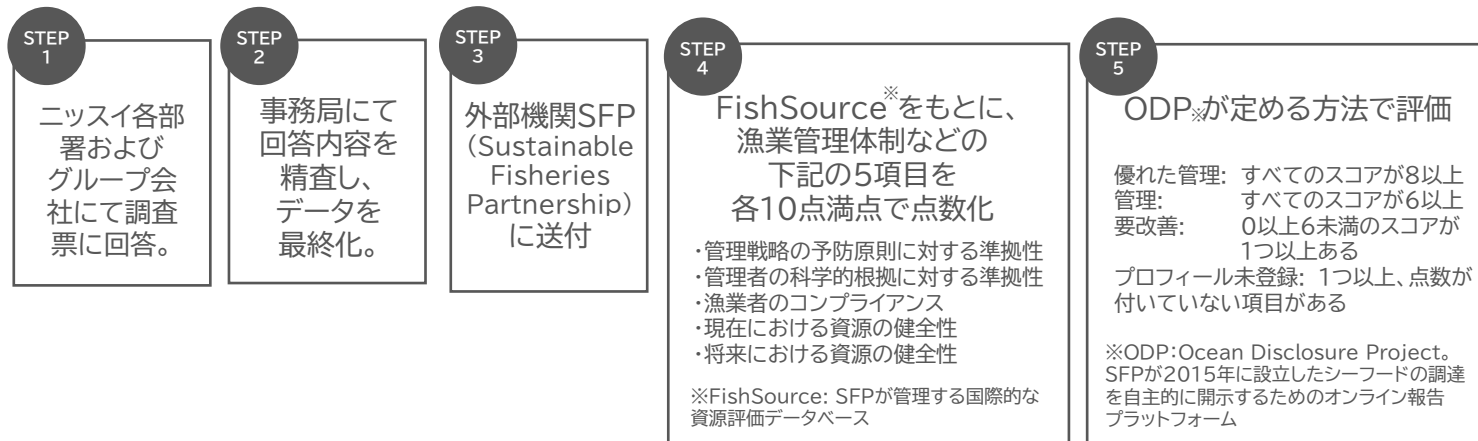 STEP
1
ニッスイ各部
署および
グループ会
社にて調査
票に回答。
STEP
2
事務局にて
回答内容を
精査し、
データを
最終化。
STEP
3
外部機関SFP
(Sustainable
Fisheries
Partnership)
に送付
STEP
4
FishSource※をもとに、
漁業管理体制などの
下記の5項目を
各10点満点で点数化
・管理戦略の予防原則に対する準拠性
・管理者の科学的根拠に対する準拠性
・漁業者のコンプライアンス
・現在における資源の健全性
・将来における資源の健全性
※FishSource: SFPが管理する国際的な
資源評価データベース
STEP
5
ODP※が定める方法で評価
優れた管理: すべてのスコアが8以上
管理: すべてのスコアが6以上
要改善: 0以上6未満のスコアが
1つ以上ある
プロフィール未登録: 1つ以上、点数が
付いていない項目がある
※ODP:Ocean Disclosure Project。
SFPが2015年に設立したシーフードの調達
を自主的に開示するためのオンライン報告
プラットフォーム